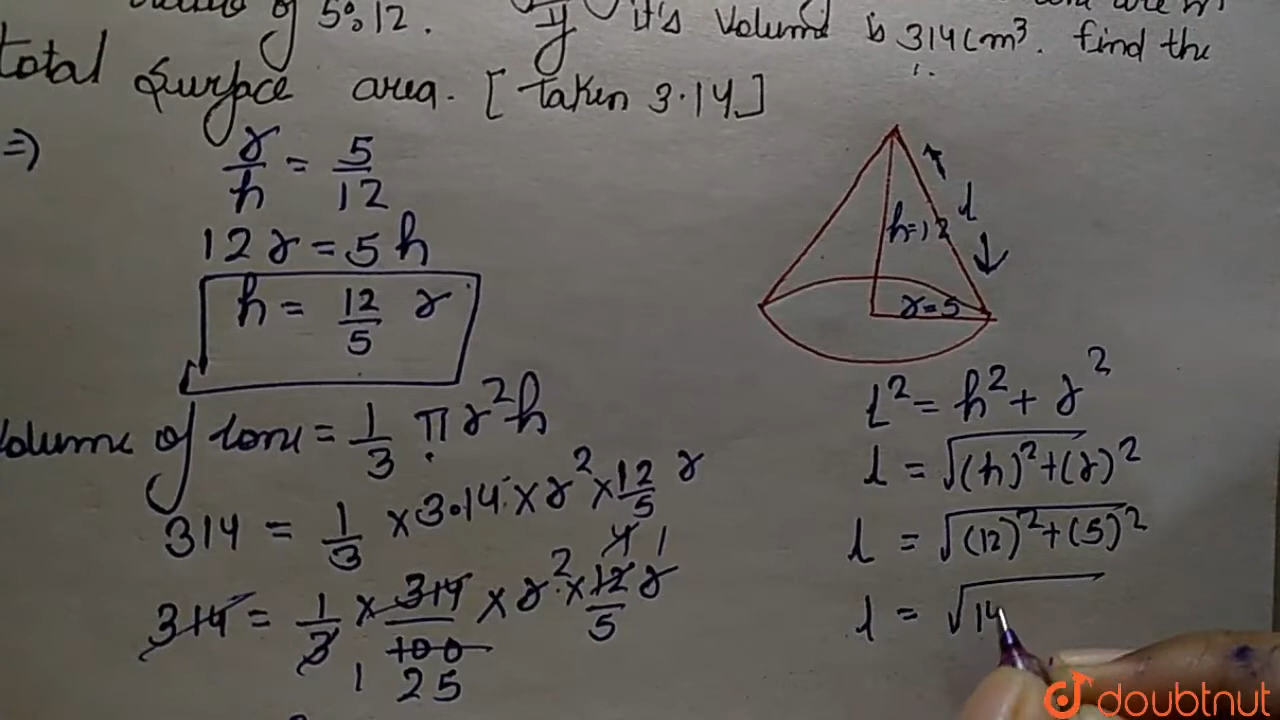 of 5:12. If it's Volume is 314 Cm³. find the
total Surface area. [Taken 3.14]
=> r/h = 5/12
12r = 5h
h = 12/5 r
Volume of Cone = 1/3 π r²h
314 = 1/3 × 3.14 × r² × 12/5 r
314 = 1/3 × 314/100 × r² × 12/5 r
4 1
1 25
h=12
l
r=5
l² = h² + r²
l = √(h)²+(r)²
l = √(12)²+(5)²
l = √14
doubtnut